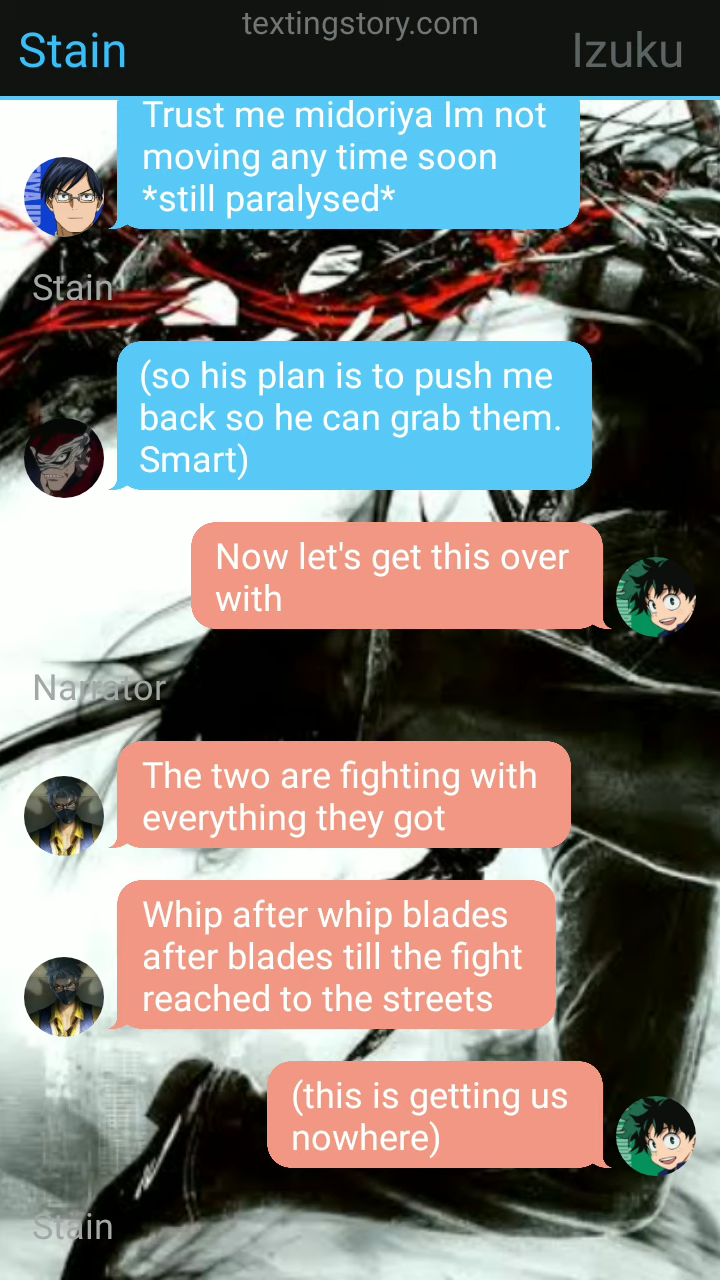 textingstory.com
Stain
Izuku
Trust me midoriya Im not
moving any time soon
*still paralysed*
Stain
(so his plan is to push me
back so he can grab them.
Smart)
Now let's get this over
with
Narrator
The two are fighting with
everything they got
Whip after whip blades
after blades till the fight
reached to the streets
(this is getting us
nowhere)
Stain